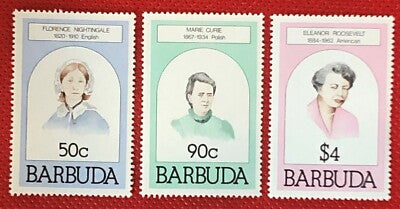 FLORENCE NIGHTINGALE
1820-1910 English
50c
BARBUDA
MARIE CURIE
1867-1934 Polish
90c
BARBUDA
ELEANOR ROOSEVELT
1884-1962 American
$4
BARBUDA